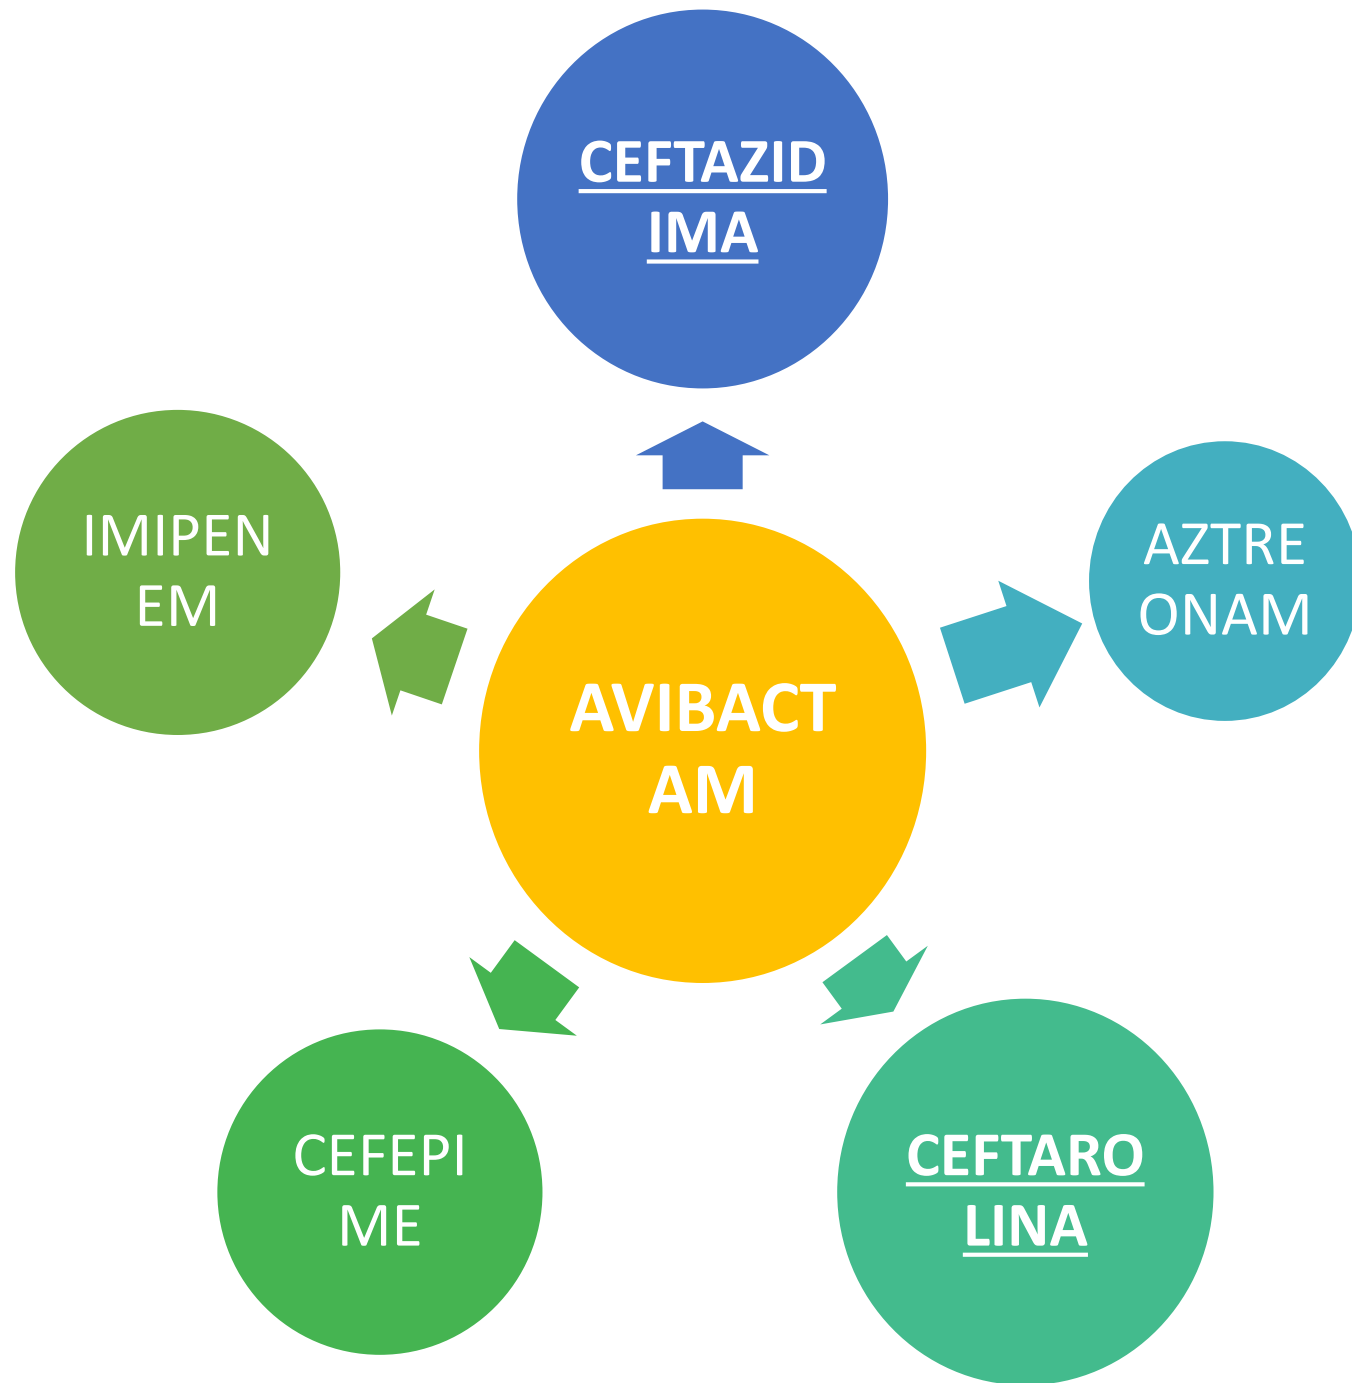 CEFTAZID
IMA
IMIPEN
EM
AZTRE
ONAM
AVIBACT
AM
CEFEPI
ME
CEFTARO
LINA